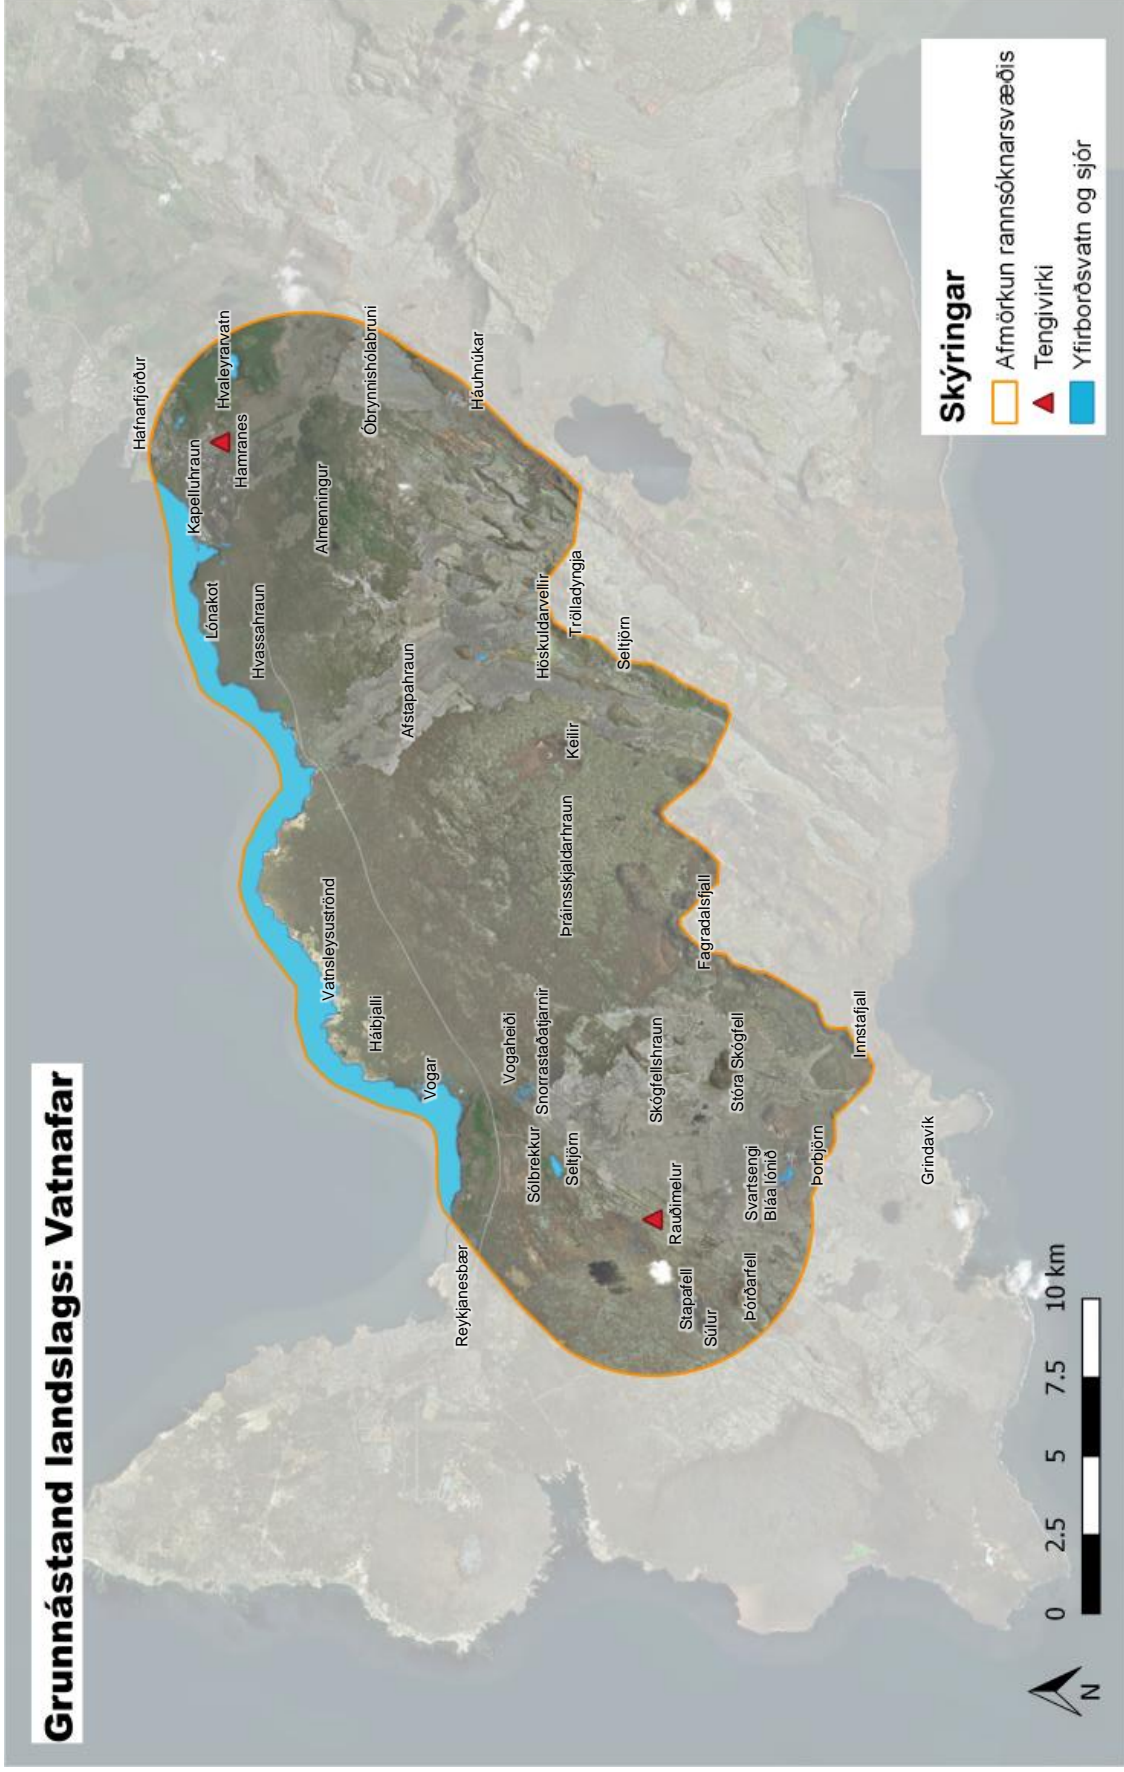 Grunnástand landslags: Vatnafar
Hafnarfjörður
Hvaleyrarvatn
Kapelluhraun
Hamranes
Óbrynnishólabruni
Háuhnúkar
Almenningur
Lónakot
Hvassahraun
Afstapahraun
Höskuldarvellir
Trölladyngja
Seltjörn
Keilir
Þráinsskjaldarhraun
Fagradalsfjall
Vatnsleysuströnd
Háibjalli
Vogar
Vogaheiði
Snorrastaðatjarnir
Sólbrekkur
Seltjörn
Skógfellshraun
Stóra Skógfell
Innstafjall
Reykjanesbær
Rauðimelur
Svartsengi
Bláa lónið
Þorbjörn
Grindavík
Stapafell
Súlur
Þórðarfell
Skýringar
Afmörkun rannsóknarsvæðis
Tengivirki
Yfirborðsvatn og sjór
N
0 2.5 5 7.5 10 km